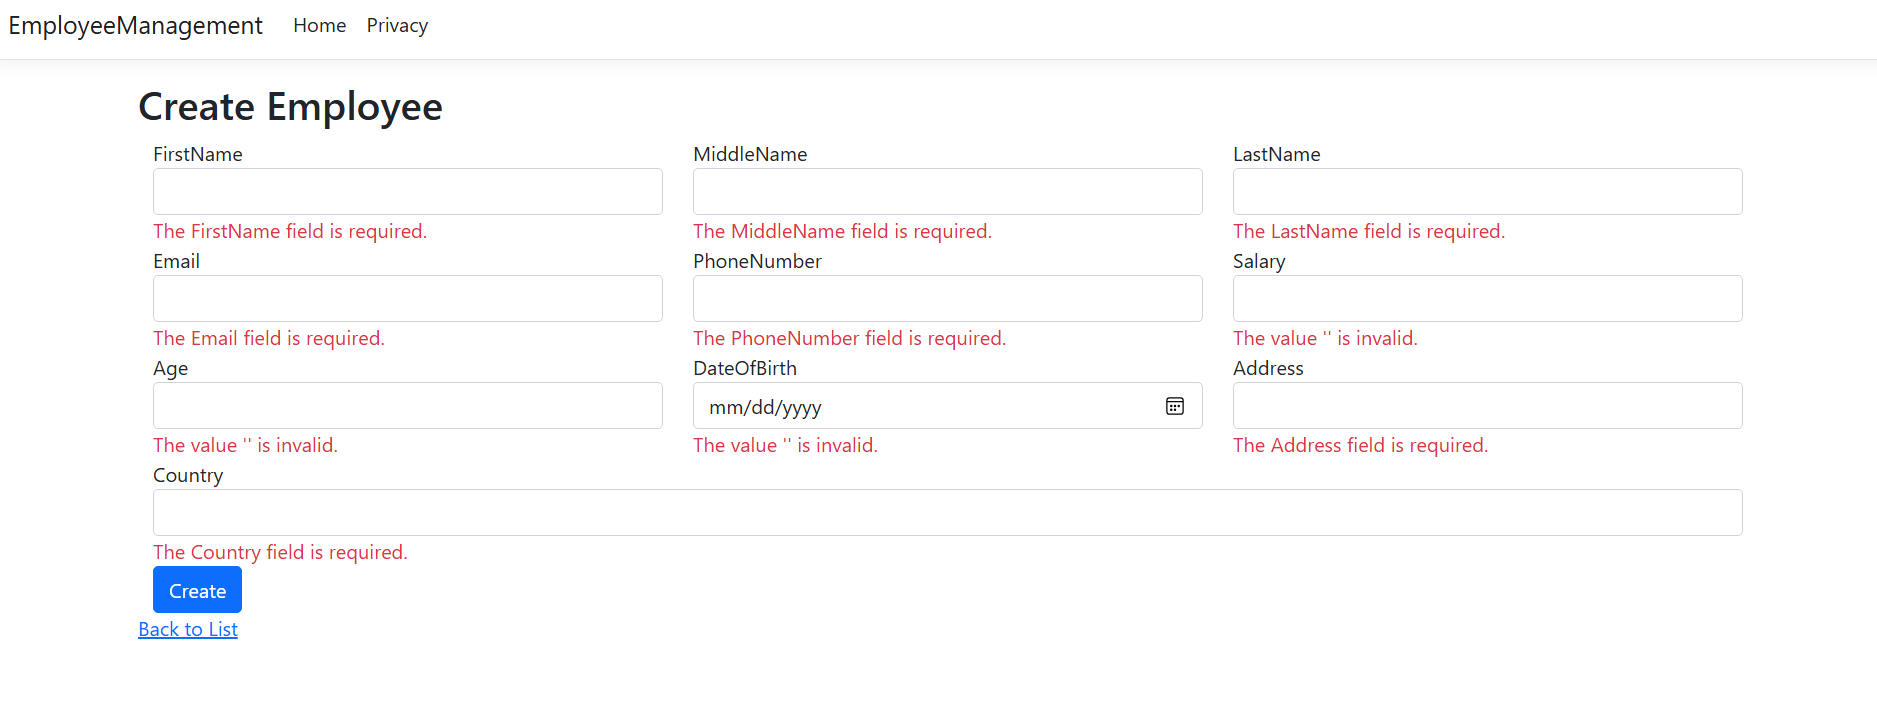 EmployeeManagement Home Privacy
Create Employee
FirstName MiddleName LastName
The FirstName field is required. The MiddleName field is required. The LastName field is required.
Email PhoneNumber Salary
The Email field is required. The PhoneNumber field is required. The value '' is invalid.
Age DateOfBirth Address
mm/dd/yyyy
The value '' is invalid. The value '' is invalid. The Address field is required.
Country
The Country field is required.
Create
Back to List